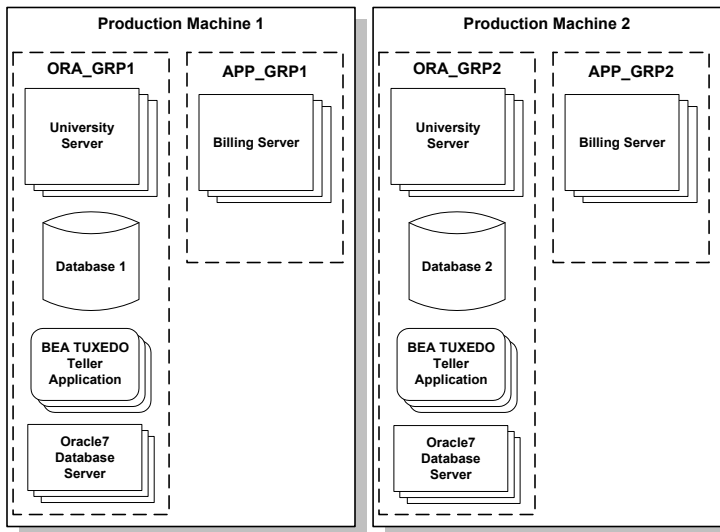 Production Machine 1
ORA_GRP1
University
Server
Database 1
BEA TUXEDO
Teller
Application
Oracle7
Database
Server
APP_GRP1
Billing Server
Production Machine 2
ORA_GRP2
University
Server
Database 2
BEA TUXEDO
Teller
Application
Oracle7
Database
Server
APP_GRP2
Billing Server